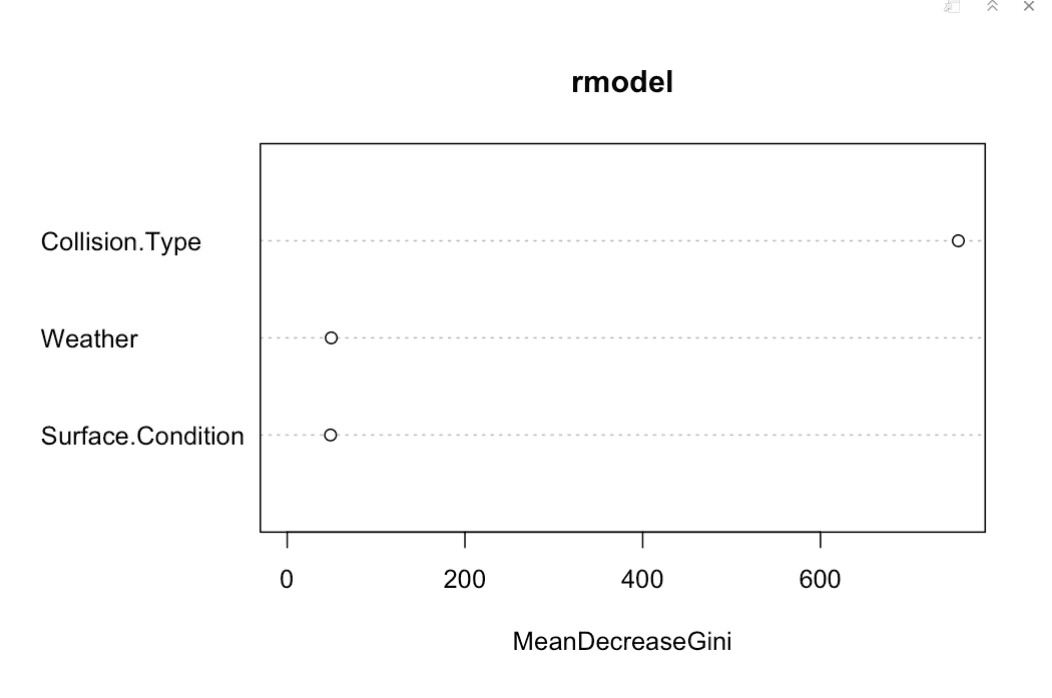 rmodel
Collision.Type
Weather
Surface.Condition
0 200 400 600
MeanDecreaseGini